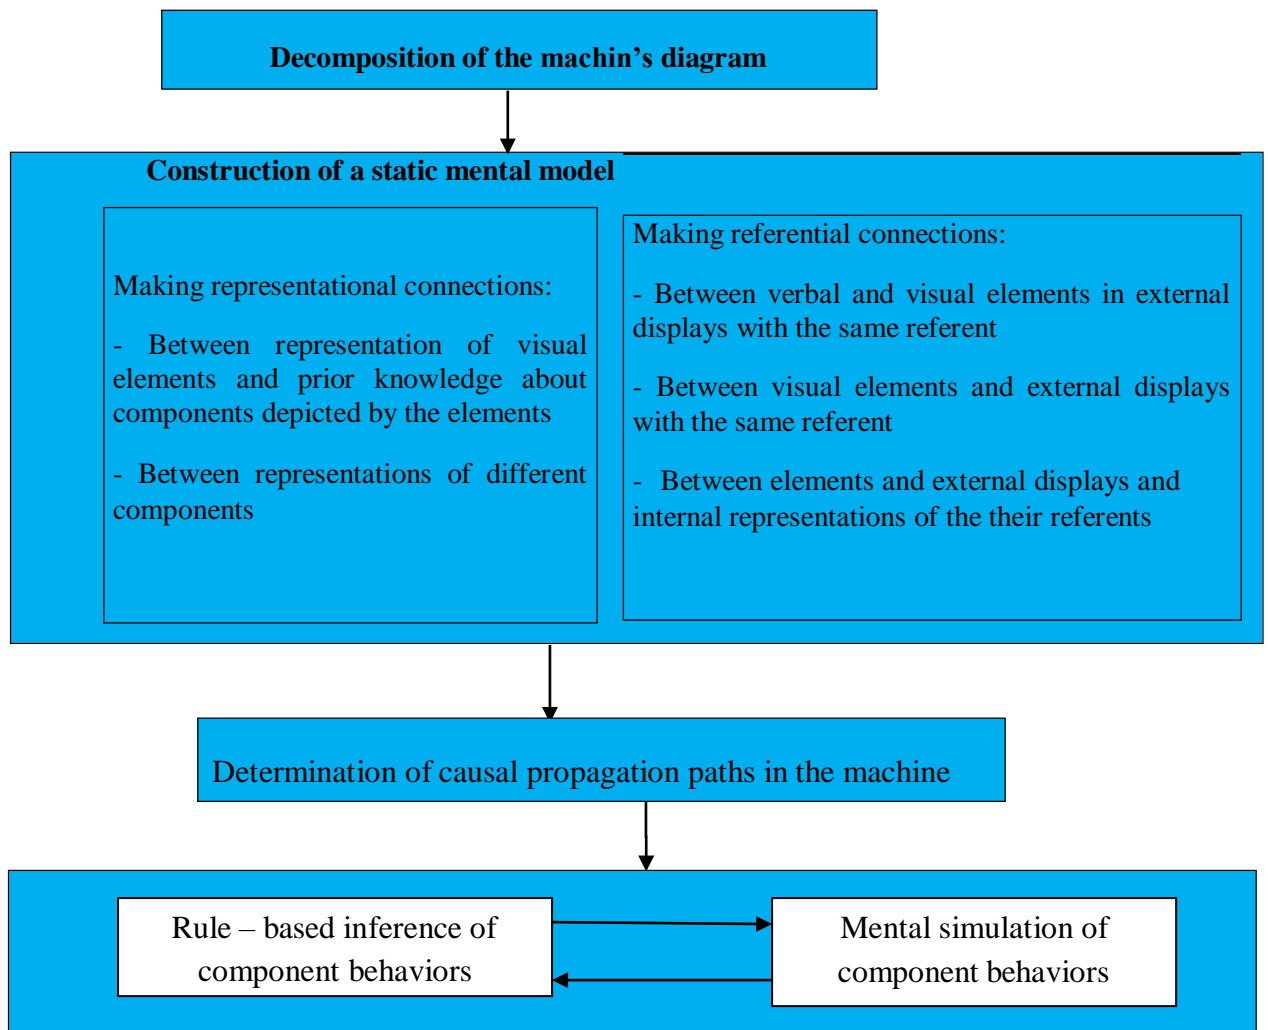 Decomposition of the machin’s diagram
Construction of a static mental model
Making representational connections:
- Between representation of visual
elements and prior knowledge about
components depicted by the elements
- Between representations of different
components
Making referential connections:
- Between verbal and visual elements in external
displays with the same referent
- Between visual elements and external displays
with the same referent
- Between elements and external displays and
internal representations of the their referents
Determination of causal propagation paths in the machine
Rule – based inference of
component behaviors
Mental simulation of
component behaviors